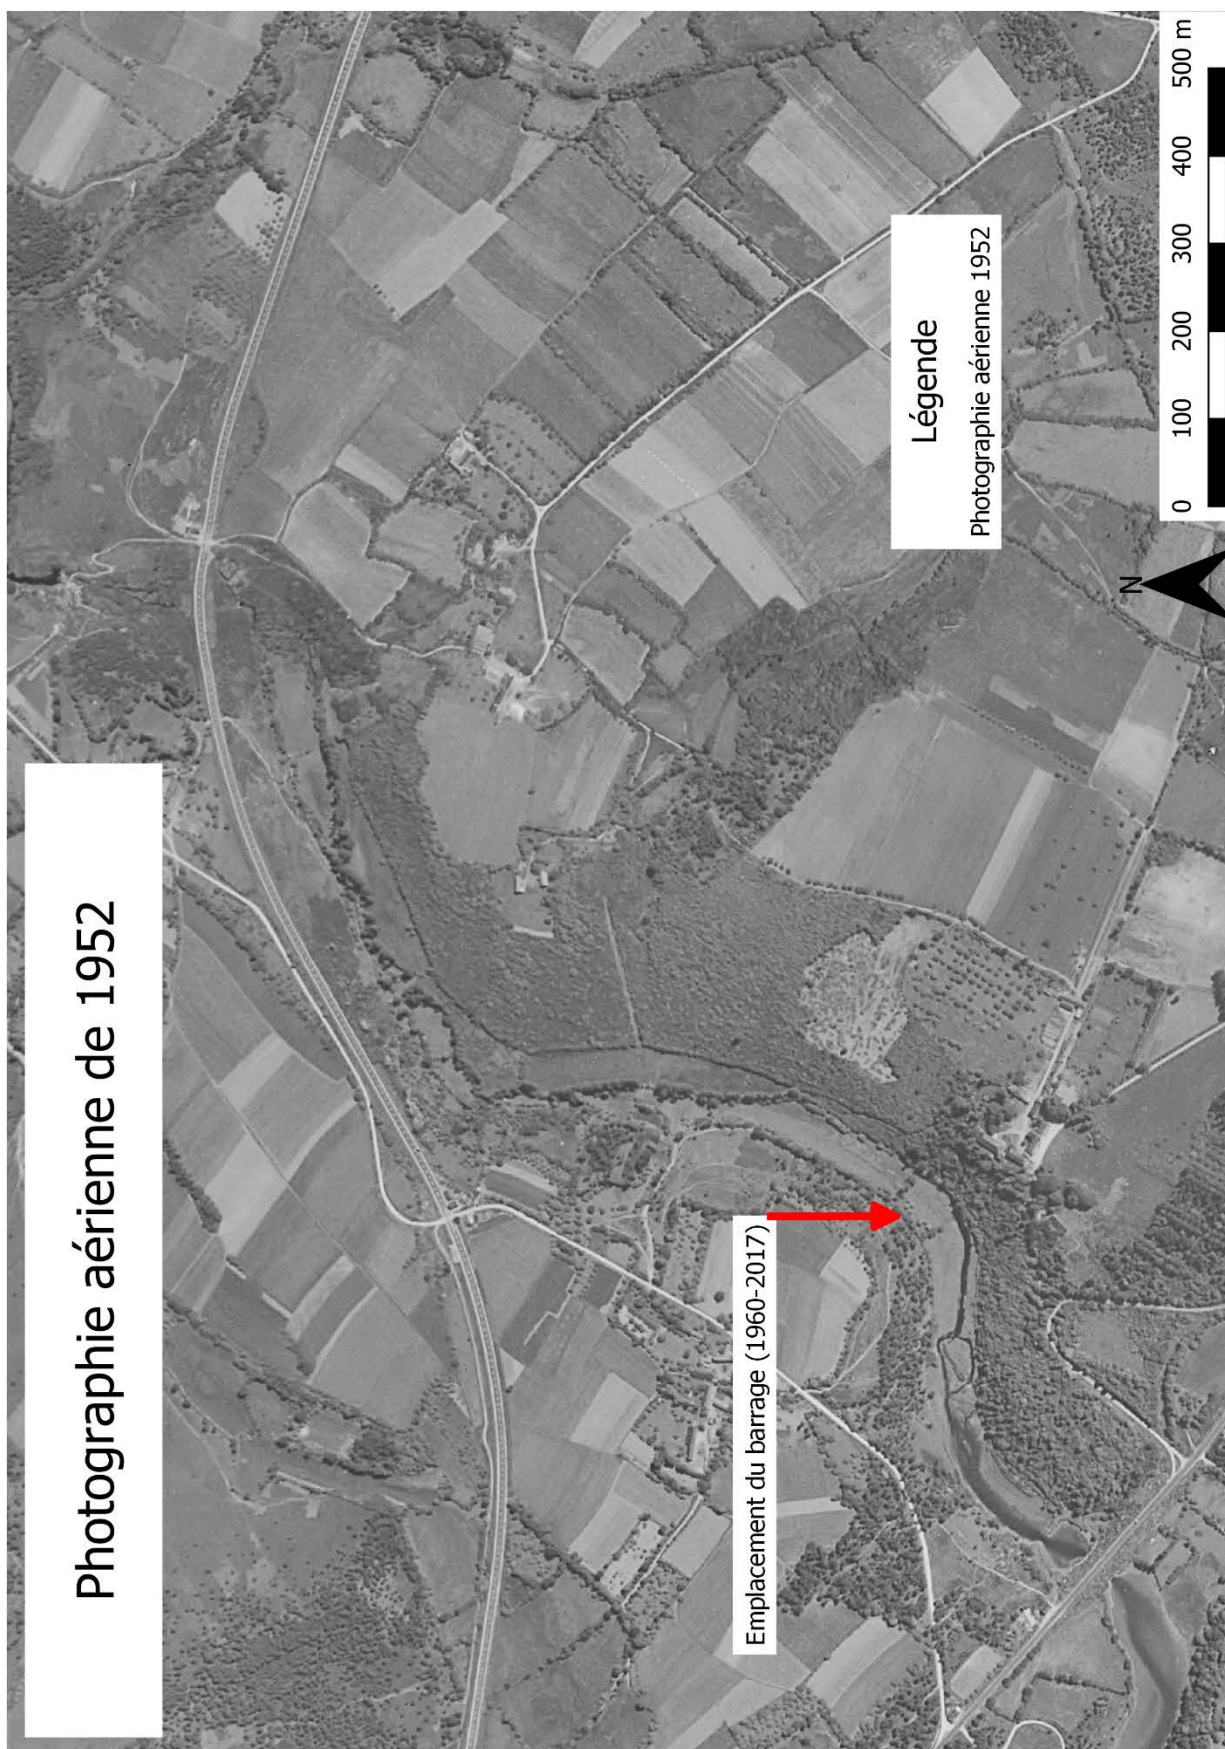 Photographie aérienne de 1952
Emplacement du barrage (1960-2017)
Légende
Photographie aérienne 1952
N
0 100 200 300 400 500 m